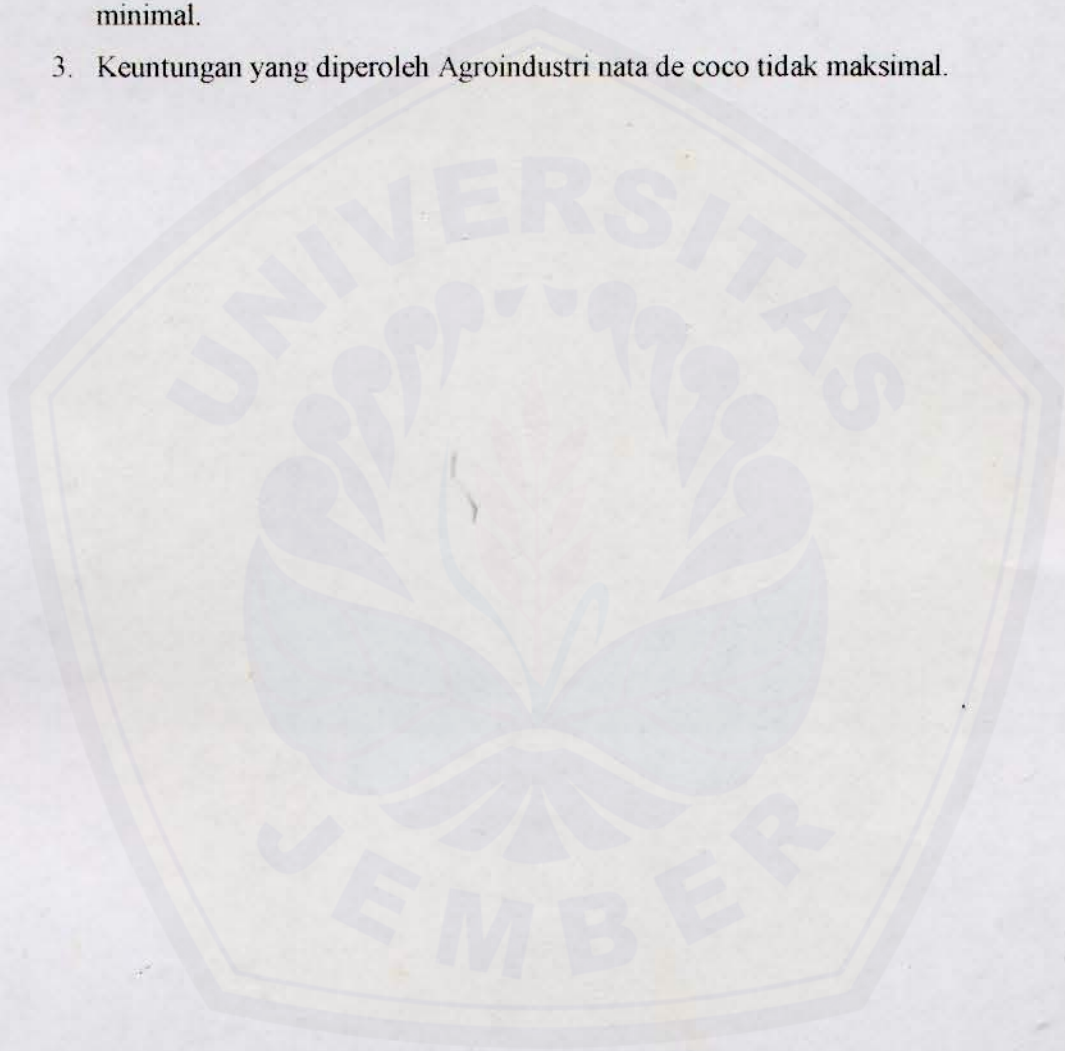 minimal.
3. Keuntungan yang diperoleh Agroindustri nata de coco tidak maksimal.
UNIVERSITAS
JEMBER